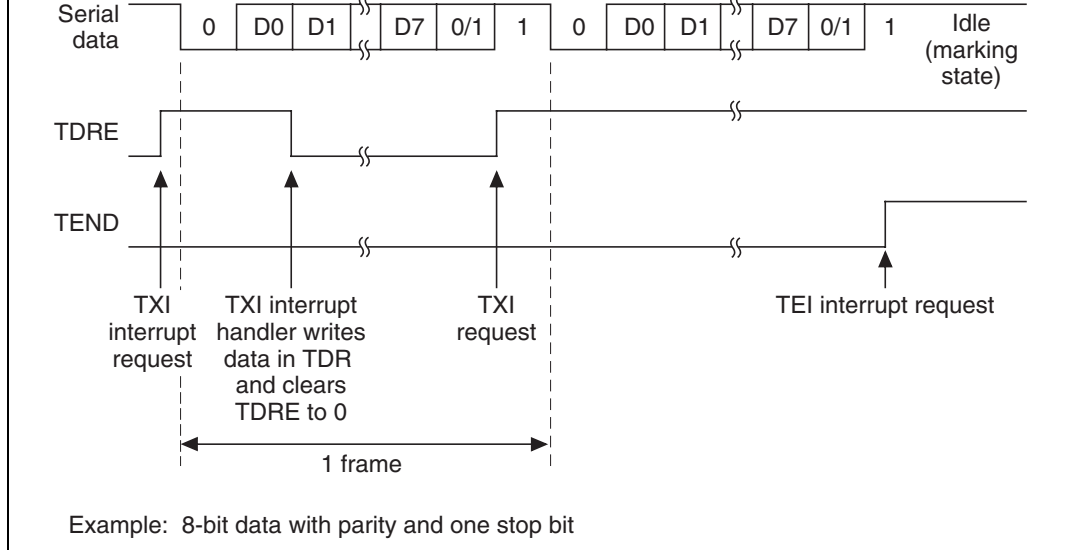 Serial
data
0 D0 D1 D7 0/1 1 0 D0 D1 D7 0/1 1
Idle
(marking
state)
TDRE
TEND
TXI
interrupt
request
TXI interrupt
handler writes
data in TDR
and clears
TDRE to 0
TXI
request
TEI interrupt request
1 frame
Example: 8-bit data with parity and one stop bit